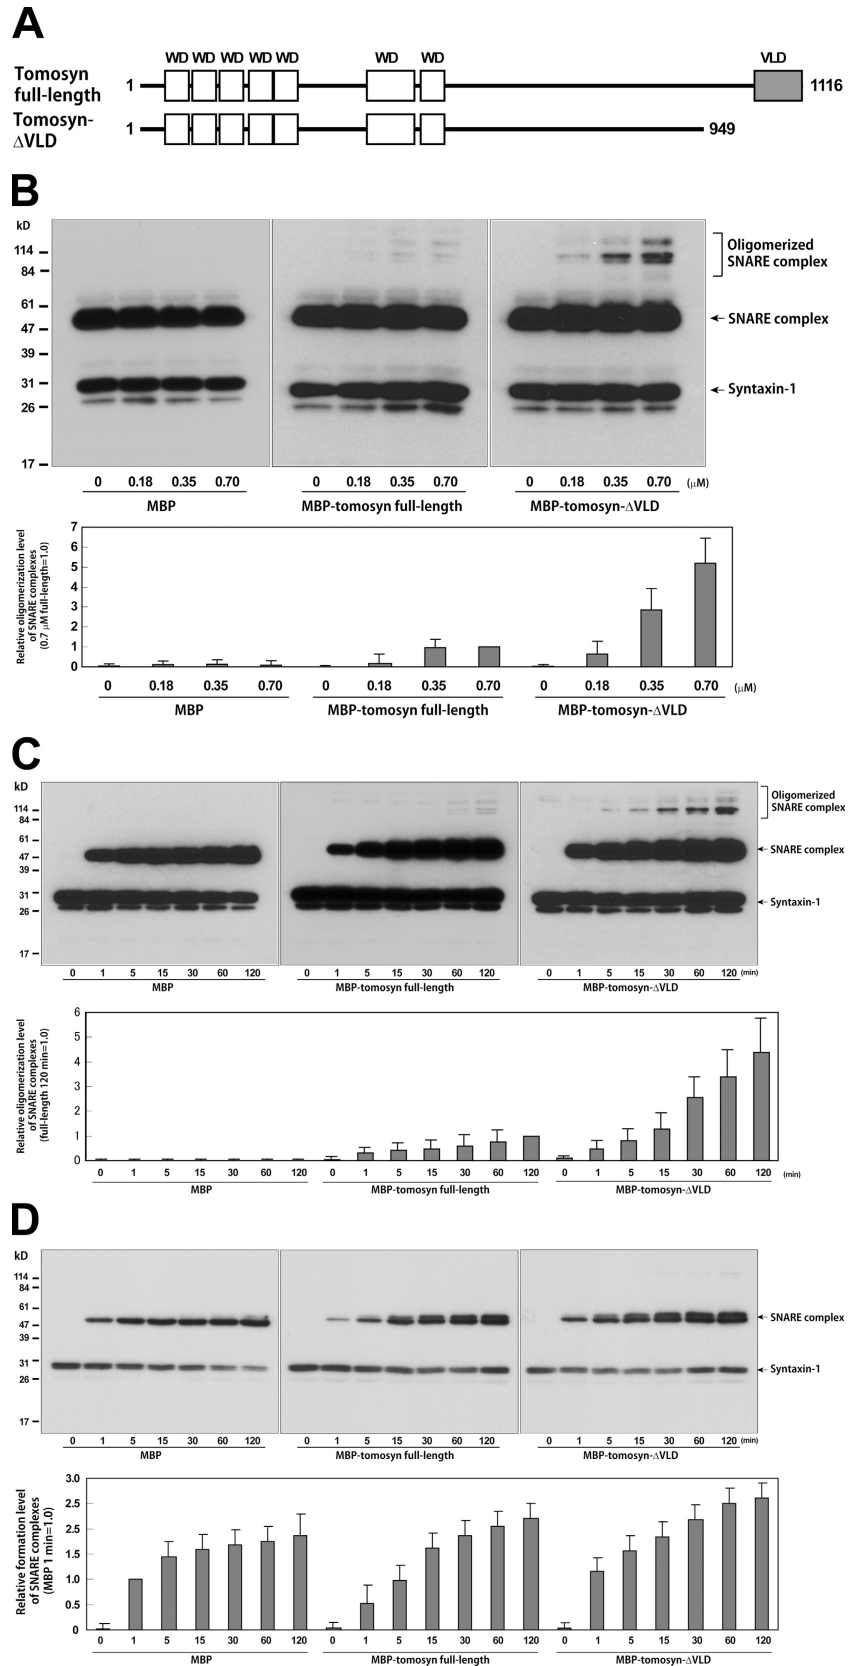 A
WD WD WD WD WD WD WD VLD
Tomosyn
full-length
1 1116
Tomosyn-
ΔVLD
1 949
B
kD
114
84
61
47
39
31
26
17
Oligomerized
SNARE complex
SNARE complex
Syntaxin-1
0 0.18 0.35 0.70 0 0.18 0.35 0.70 0 0.18 0.35 0.70 (μM)
MBP MBP-tomosyn full-length MBP-tomosyn-ΔVLD
Relative oligomerization level
of SNARE complexes
(0.7 μM full-length=1.0)
7
6
5
4
3
2
1
0
0 0.18 0.35 0.70 0 0.18 0.35 0.70 0 0.18 0.35 0.70 (μM)
MBP MBP-tomosyn full-length MBP-tomosyn-ΔVLD
C
kD
114
84
61
47
39
31
26
17
Oligomerized
SNARE complex
SNARE complex
Syntaxin-1
0 1 5 15 30 60 120 0 1 5 15 30 60 120 0 1 5 15 30 60 120 (min)
MBP MBP-tomosyn full-length MBP-tomosyn-ΔVLD
Relative oligomerization level
of SNARE complexes
(full-length 120 min=1.0)
6
5
4
3
2
1
0
0 1 5 15 30 60 120 0 1 5 15 30 60 120 0 1 5 15 30 60 120 (min)
MBP MBP-tomosyn full-length MBP-tomosyn-ΔVLD
D
kD
114
84
61
47
39
31
26
17
SNARE complex
Syntaxin-1
0 1 5 15 30 60 120 0 1 5 15 30 60 120 0 1 5 15 30 60 120 (min)
MBP MBP-tomosyn full-length MBP-tomosyn-ΔVLD
Relative formation level
of SNARE complexes
(MBP 1 min=1.0)
3.0
2.5
2.0
1.5
1.0
0.5
0
0 1 5 15 30 60 120 0 1 5 15 30 60 120 0 1 5 15 30 60 120 (min)
MBP MBP-tomosyn full-length MBP-tomosyn-ΔVLD